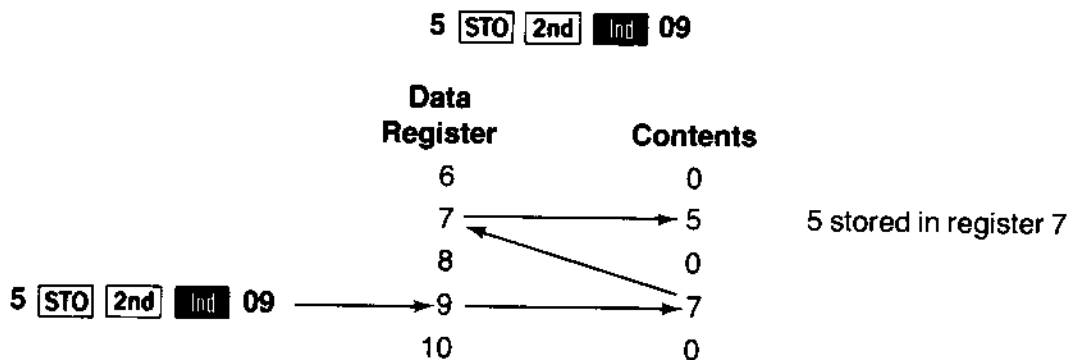 5 STO 2nd Ind 09
Data
Register Contents
6 0
7 5 5 stored in register 7
8 0
5 STO 2nd Ind 09 9 7
10 0